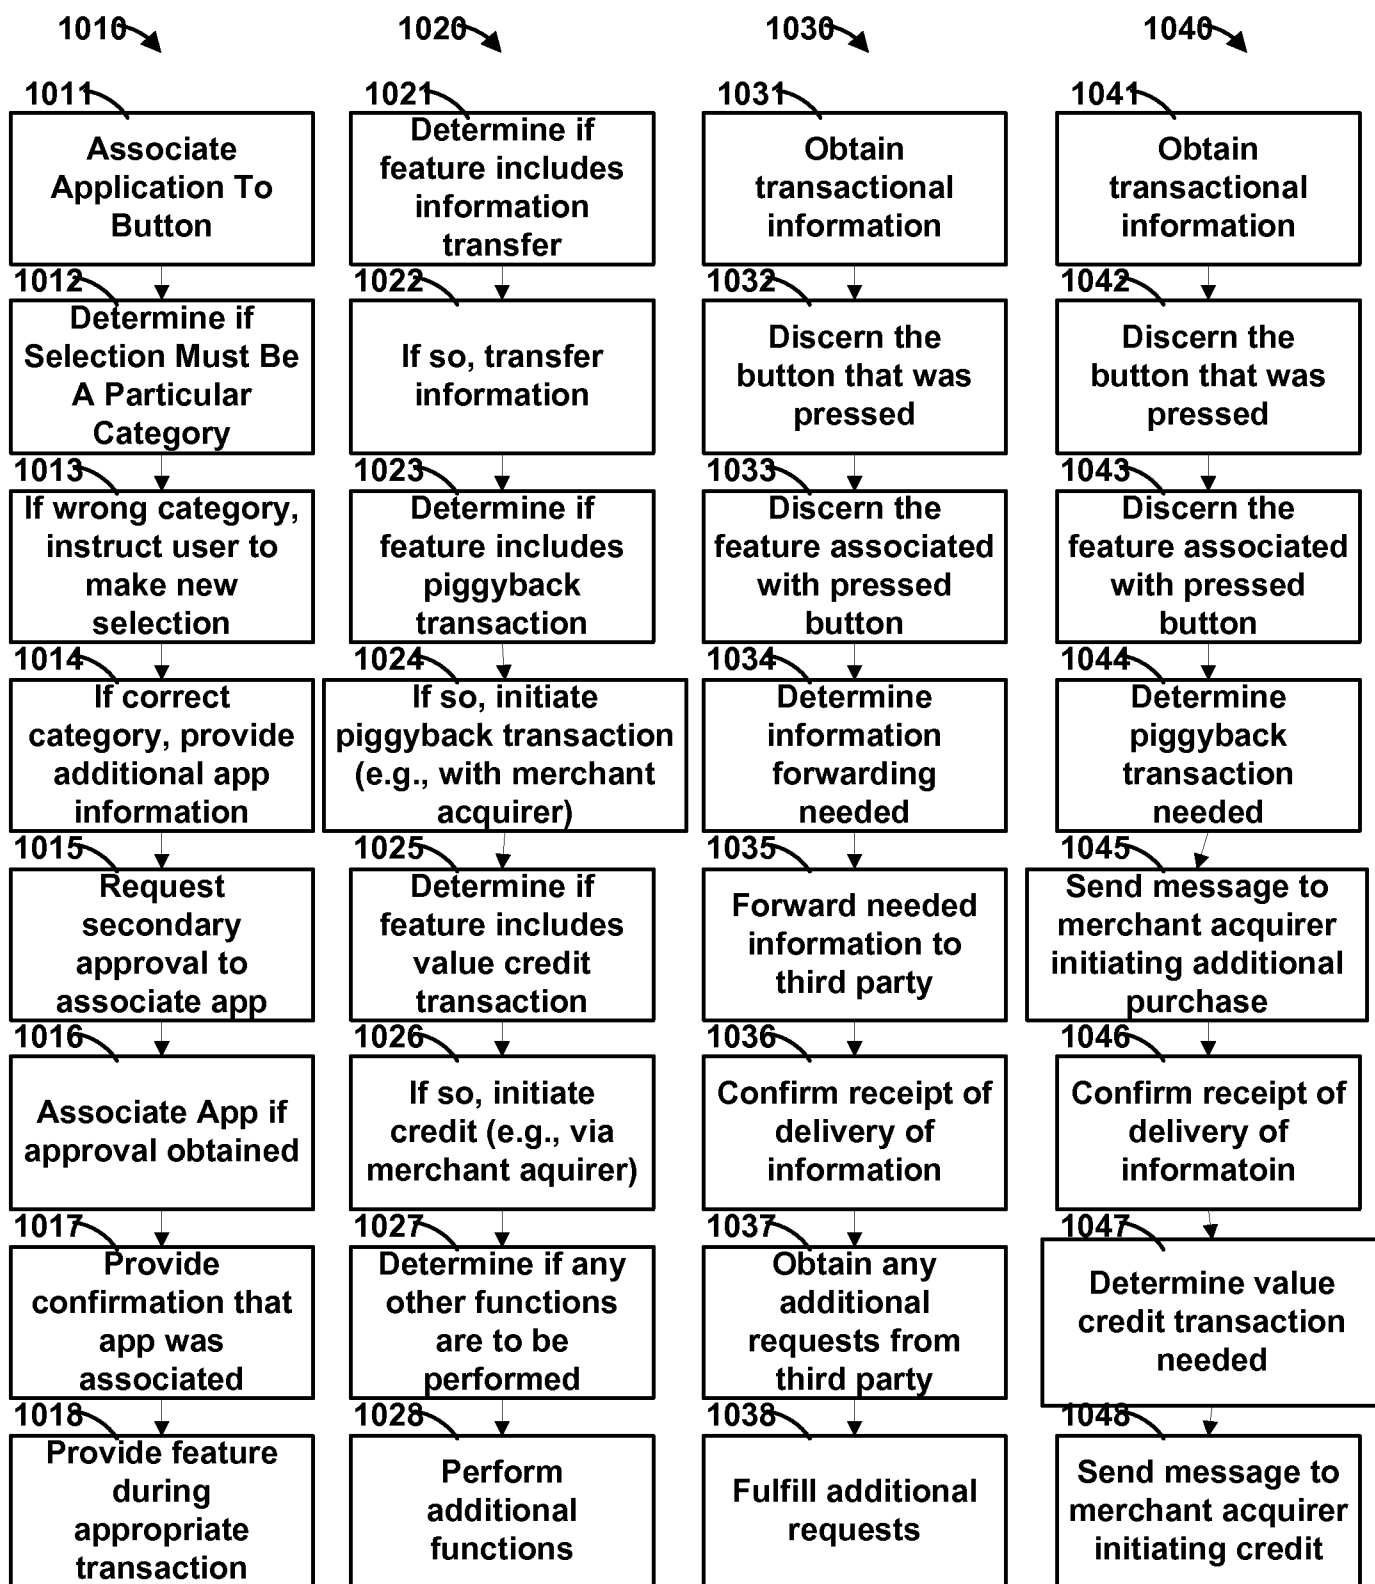 1010
1011
Associate
Application To
Button
1012
Determine if
Selection Must Be
A Particular
Category
1013
If wrong category,
instruct user to
make new
selection
1014
If correct
category, provide
additional app
information
1015
Request
secondary
approval to
associate app
1016
Associate App if
approval obtained
1017
Provide
confirmation that
app was
associated
1018
Provide feature
during
appropriate
transaction
1020
1021
Determine if
feature includes
information
transfer
1022
If so, transfer
information
1023
Determine if
feature includes
piggyback
transaction
1024
If so, initiate
piggyback transaction
(e.g., with merchant
acquirer)
1025
Determine if
feature includes
value credit
transaction
1026
If so, initiate
credit (e.g., via
merchant aquirer)
1027
Determine if any
other functions
are to be
performed
1028
Perform
additional
functions
1030
1031
Obtain
transactional
information
1032
Discern the
button that was
pressed
1033
Discern the
feature associated
with pressed
button
1034
Determine
information
forwarding
needed
1035
Forward needed
information to
third party
1036
Confirm receipt of
delivery of
information
1037
Obtain any
additional
requests from
third party
1038
Fulfill additional
requests
1040
1041
Obtain
transactional
information
1042
Discern the
button that was
pressed
1043
Discern the
feature associated
with pressed
button
1044
Determine
piggyback
transaction
needed
1045
Send message to
merchant acquirer
initiating additional
purchase
1046
Confirm receipt of
delivery of
informatoin
1047
Determine value
credit transaction
needed
1048
Send message to
merchant acquirer
initiating credit